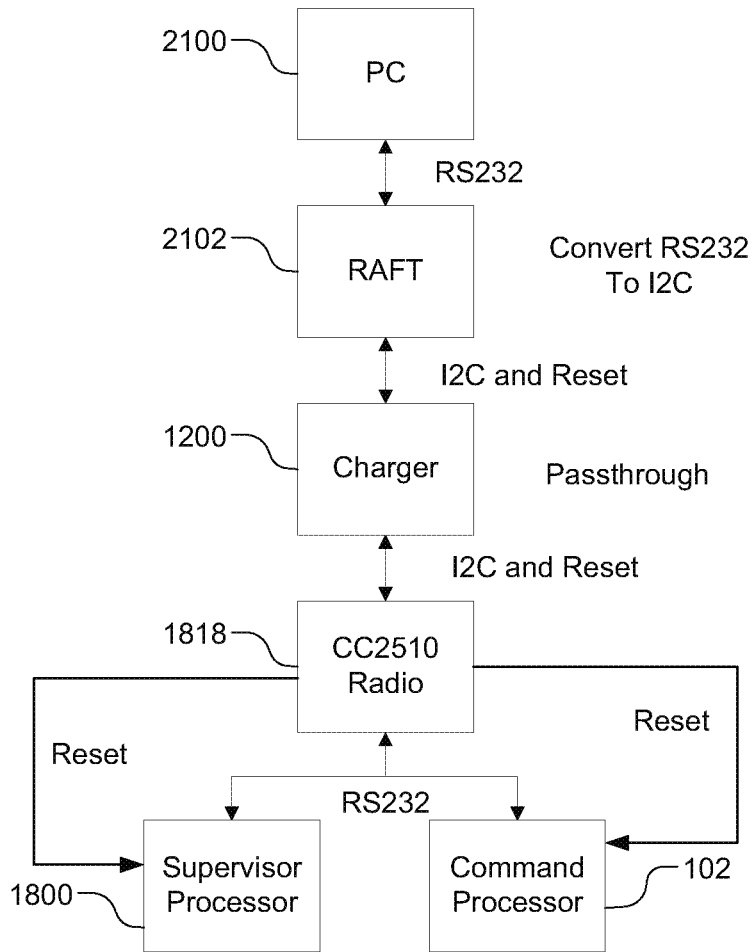 2100
PC
RS232
2102
RAFT
Convert RS232
To I2C
I2C and Reset
1200
Charger
Passthrough
I2C and Reset
1818
CC2510
Radio
Reset
Reset
RS232
Supervisor
Processor
1800
Command
Processor
102